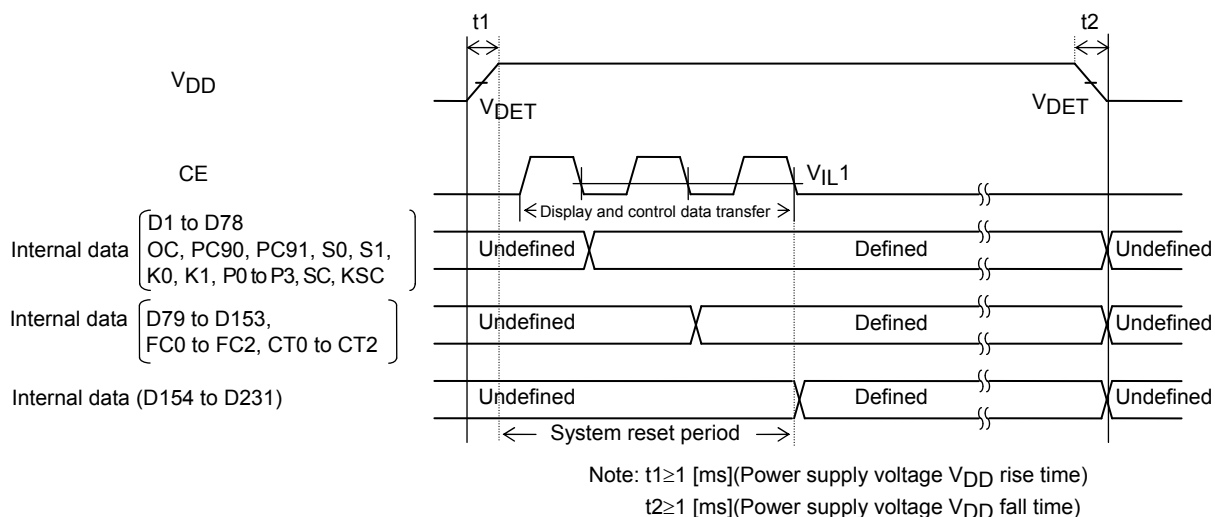 t1 t2
VDD
VDET VDET
CE
VIL1
Display and control data transfer
Internal data D1 to D78
OC, PC90, PC91, S0, S1,
K0, K1, P0 to P3, SC, KSC
Undefined Defined Undefined
Internal data D79 to D153,
FC0 to FC2, CT0 to CT2
Undefined Defined Undefined
Internal data (D154 to D231) Undefined Defined Undefined
System reset period
Note: t1≥1 [ms](Power supply voltage VDD rise time)
t2≥1 [ms](Power supply voltage VDD fall time)